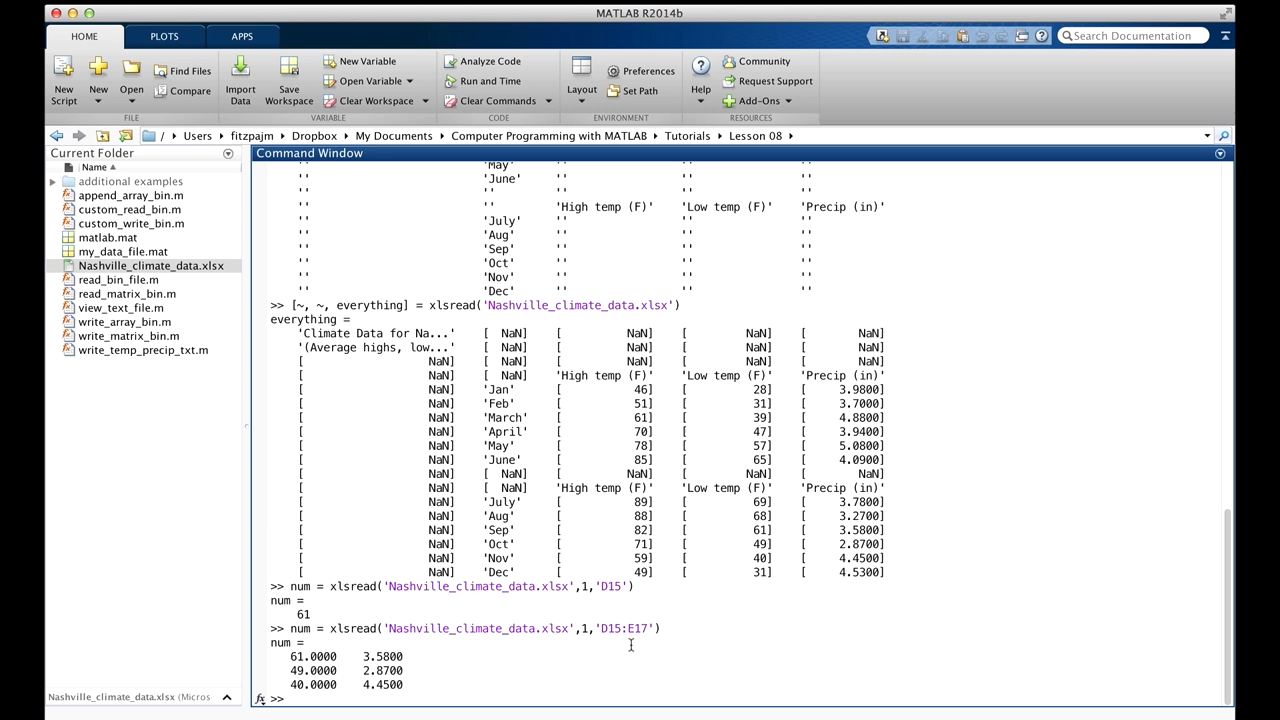 MATLAB R2014b
HOME PLOTS APPS
Search Documentation
New Script
New
Open
Find Files
Compare
Import Data
Save Workspace
New Variable
Open Variable
Clear Workspace
Analyze Code
Run and Time
Clear Commands
Layout
Preferences
Set Path
Help
Community
Request Support
Add-Ons
FILE VARIABLE CODE ENVIRONMENT RESOURCES
/ Users fitzpajm Dropbox My Documents Computer Programming with MATLAB Tutorials Lesson 08
Current Folder
Name
additional examples
append_array_bin.m
custom_read_bin.m
custom_write_bin.m
matlab.mat
my_data_file.mat
Nashville_climate_data.xlsx
read_bin_file.m
read_matrix_bin.m
view_text_file.m
write_array_bin.m
write_matrix_bin.m
write_temp_precip_txt.m
Nashville_climate_data.xlsx (Micros
Command Window
'' 'May' '' '' ''
'' 'June' '' '' ''
'' '' '' '' ''
'' '' 'High temp (F)' 'Low temp (F)' 'Precip (in)'
'' 'July' '' '' ''
'' 'Aug' '' '' ''
'' 'Sep' '' '' ''
'' 'Oct' '' '' ''
'' 'Nov' '' '' ''
'' 'Dec' '' '' ''
>> [~, ~, everything] = xlsread('Nashville_climate_data.xlsx')
everything =
'Climate Data for Na...' [ NaN] [ NaN] [ NaN] [ NaN]
'(Average highs, low...' [ NaN] [ NaN] [ NaN] [ NaN]
[ NaN] [ NaN] [ NaN] [ NaN] [ NaN]
[ NaN] [ NaN] 'High temp (F)' 'Low temp (F)' 'Precip (in)'
[ NaN] 'Jan' [ 46] [ 28] [ 3.9800]
[ NaN] 'Feb' [ 51] [ 31] [ 3.7000]
[ NaN] 'March' [ 61] [ 39] [ 4.8800]
[ NaN] 'April' [ 70] [ 47] [ 3.9400]
[ NaN] 'May' [ 78] [ 57] [ 5.0800]
[ NaN] 'June' [ 85] [ 65] [ 4.0900]
[ NaN] [ NaN] [ NaN] [ NaN] [ NaN]
[ NaN] [ NaN] 'High temp (F)' 'Low temp (F)' 'Precip (in)'
[ NaN] 'July' [ 89] [ 69] [ 3.7800]
[ NaN] 'Aug' [ 88] [ 68] [ 3.2700]
[ NaN] 'Sep' [ 82] [ 61] [ 3.5800]
[ NaN] 'Oct' [ 71] [ 49] [ 2.8700]
[ NaN] 'Nov' [ 59] [ 40] [ 4.4500]
[ NaN] 'Dec' [ 49] [ 31] [ 4.5300]
>> num = xlsread('Nashville_climate_data.xlsx',1,'D15')
num =
61
>> num = xlsread('Nashville_climate_data.xlsx',1,'D15:E17')
num =
61.0000 3.5800
49.0000 2.8700
40.0000 4.4500
fx >>